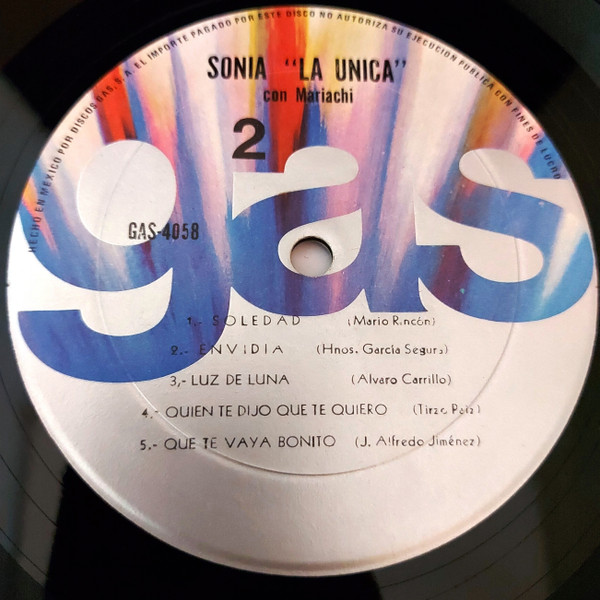 HECHO EN MEXICO POR DISCOS GAS, S.A. EL IMPORTE PAGADO POR ESTE DISCO NO AUTORIZA SU EJECUCION PUBLICA CON FINES DE LUCRO
SONIA "LA UNICA"
con Mariachi
2
gas
GAS-4058
1,- SOLEDAD (Mario Rincón)
2.- ENVIDIA (Hnos. García Segura)
3,- LUZ DE LUNA (Alvaro Carrillo)
4,- QUIEN TE DIJO QUE TE QUIERO (Tirzo Paiz)
5,- QUE TE VAYA BONITO (J. Alfredo Jiménez)